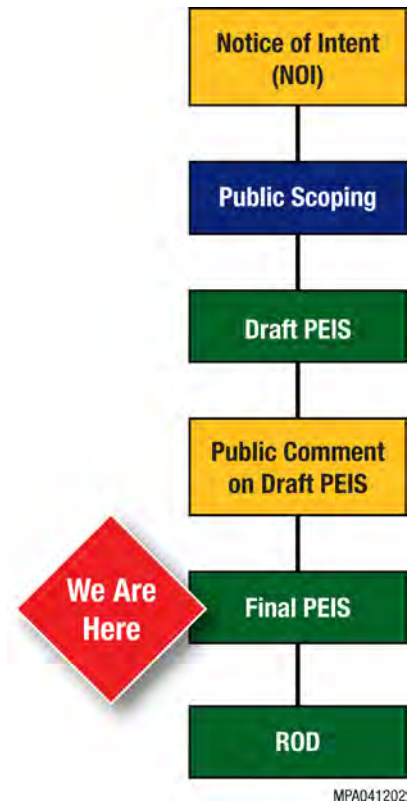 Notice of Intent
(NOI)
Public Scoping
Draft PEIS
Public Comment
on Draft PEIS
We Are
Here
Final PEIS
ROD
MPA0412029